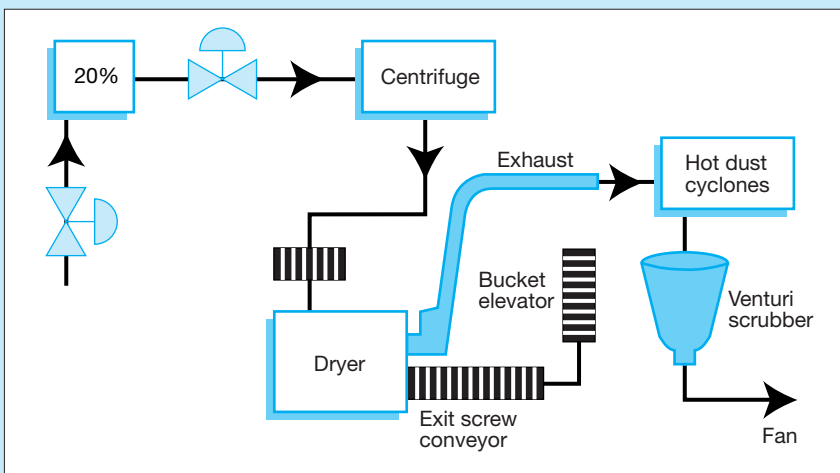 20%
Centrifuge
Exhaust
Hot dust
cyclones
Bucket
elevator
Venturi
scrubber
Dryer
Exit screw
conveyor
Fan